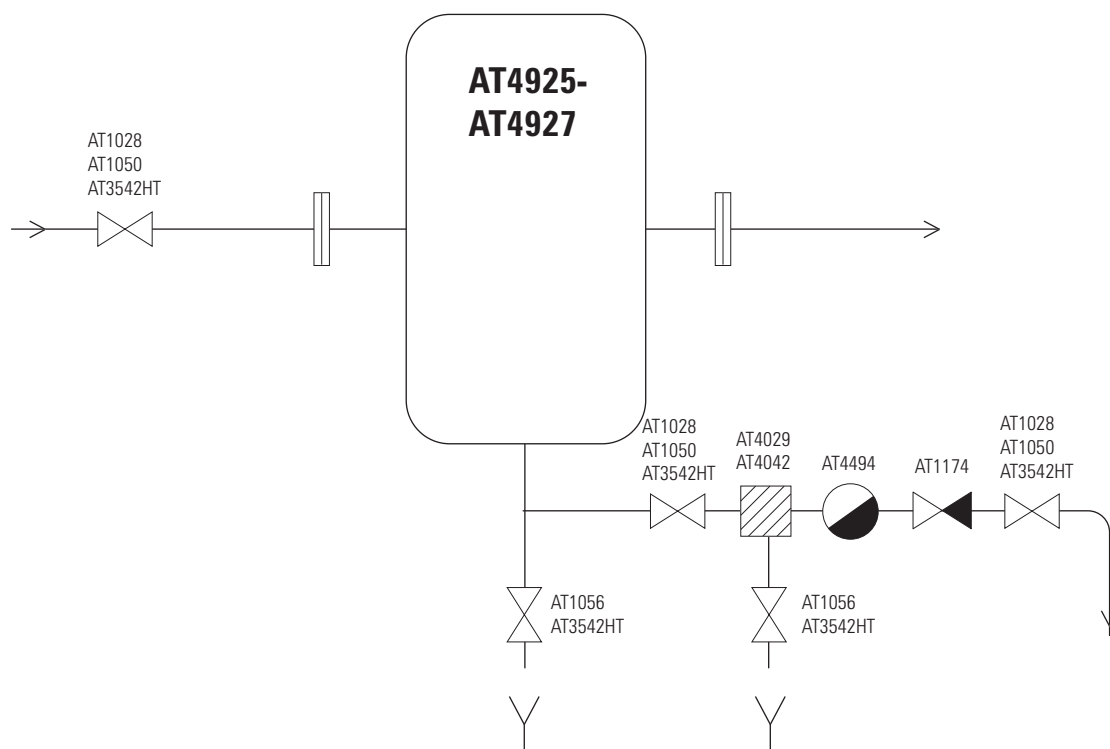 AT4925-
AT4927
AT1028
AT1050
AT3542HT
AT1028
AT1050
AT3542HT
AT4029
AT4042
AT4494
AT1174
AT1028
AT1050
AT3542HT
AT1056
AT3542HT
AT1056
AT3542HT